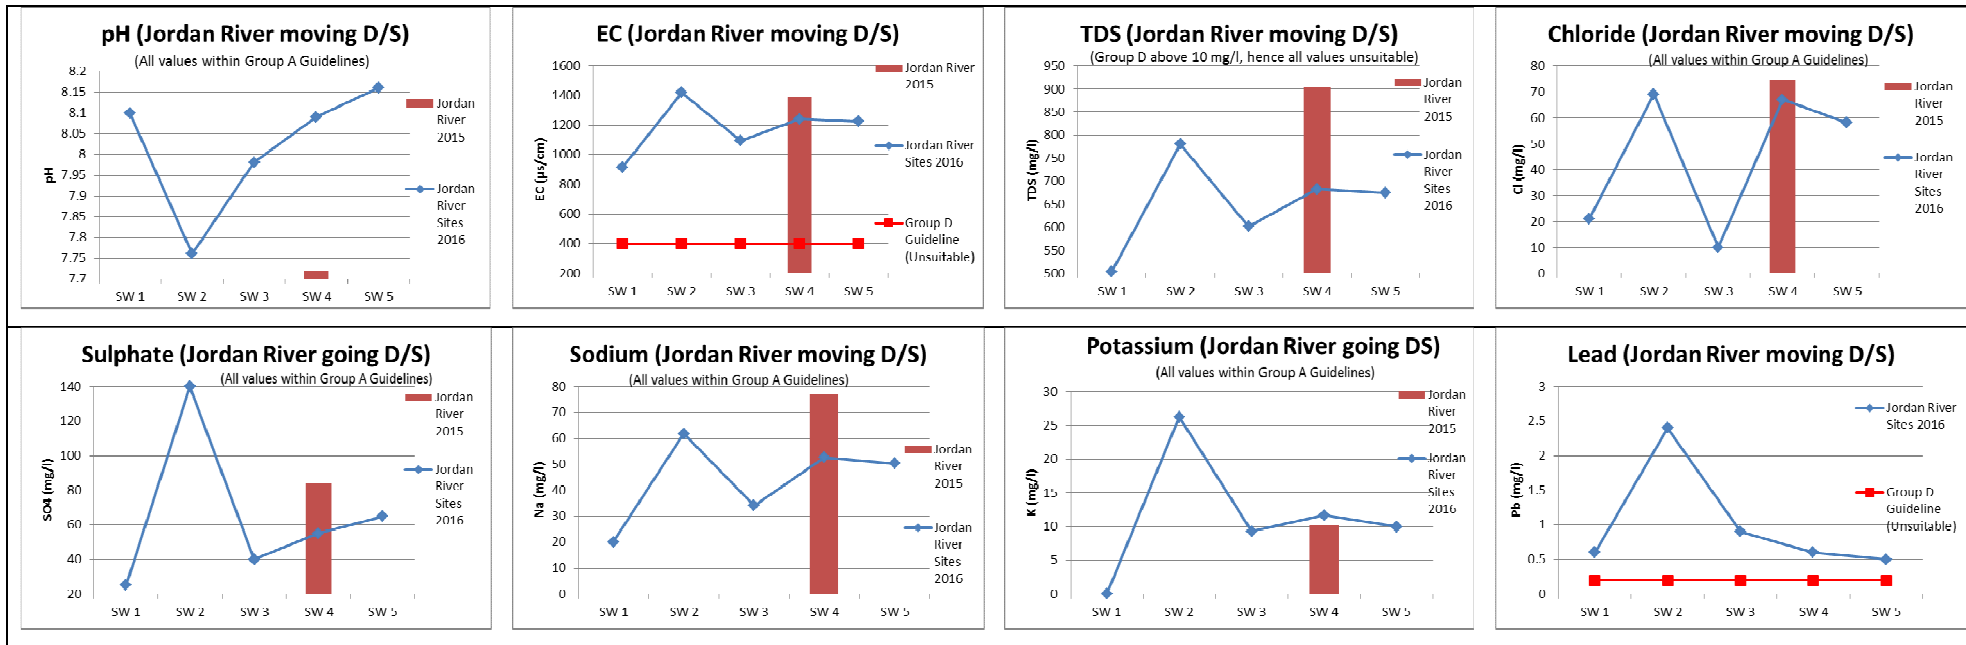 pH (Jordan River moving D/S)
(All values within Group A Guidelines)
8.2
8.15
8.1
8.05
8
7.95
7.9
7.85
7.8
7.75
7.7
pH
SW 1 SW 2 SW 3 SW 4 SW 5
Jordan
River
2015
Jordan
River
Sites
2016
EC (Jordan River moving D/S)
1600
1400
1200
1000
800
600
400
200
EC (µs/cm)
SW 1 SW 2 SW 3 SW 4 SW 5
Jordan River
2015
Jordan River
Sites 2016
Group D
Guideline
(Unsuitable)
TDS (Jordan River moving D/S)
(Group D above 10 mg/l, hence all values unsuitable)
950
900
850
800
750
700
650
600
550
500
TDS (mg/l)
SW 1 SW 2 SW 3 SW 4 SW 5
Jordan
River
2015
Jordan
River
Sites
2016
Chloride (Jordan River moving D/S)
(All values within Group A Guidelines)
80
70
60
50
40
30
20
10
0
Cl (mg/l)
SW 1 SW 2 SW 3 SW 4 SW 5
Jordan
River
2015
Jordan
River
Sites
2016
Sulphate (Jordan River going D/S)
(All values within Group A Guidelines)
140
120
100
80
60
40
20
SO4 (mg/l)
SW 1 SW 2 SW 3 SW 4 SW 5
Jordan
River
2015
Jordan
River
Sites
2016
Sodium (Jordan River moving D/S)
(All values within Group A Guidelines)
80
70
60
50
40
30
20
10
0
Na (mg/l)
SW 1 SW 2 SW 3 SW 4 SW 5
Jordan
River
2015
Jordan
River
Sites
2016
Potassium (Jordan River going DS)
(All values within Group A Guidelines)
30
25
20
15
10
5
0
K (mg/l)
SW 1 SW 2 SW 3 SW 4 SW 5
Jordan
River
2015
Jordan
River
Sites
2016
Lead (Jordan River moving D/S)
3
2.5
2
1.5
1
0.5
0
Pb (mg/l)
SW 1 SW 2 SW 3 SW 4 SW 5
Jordan River
Sites 2016
Group D
Guideline
(Unsuitable)